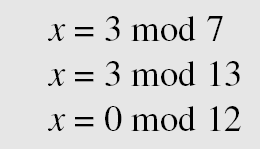 x = 3 mod 7
x = 3 mod 13
x = 0 mod 12